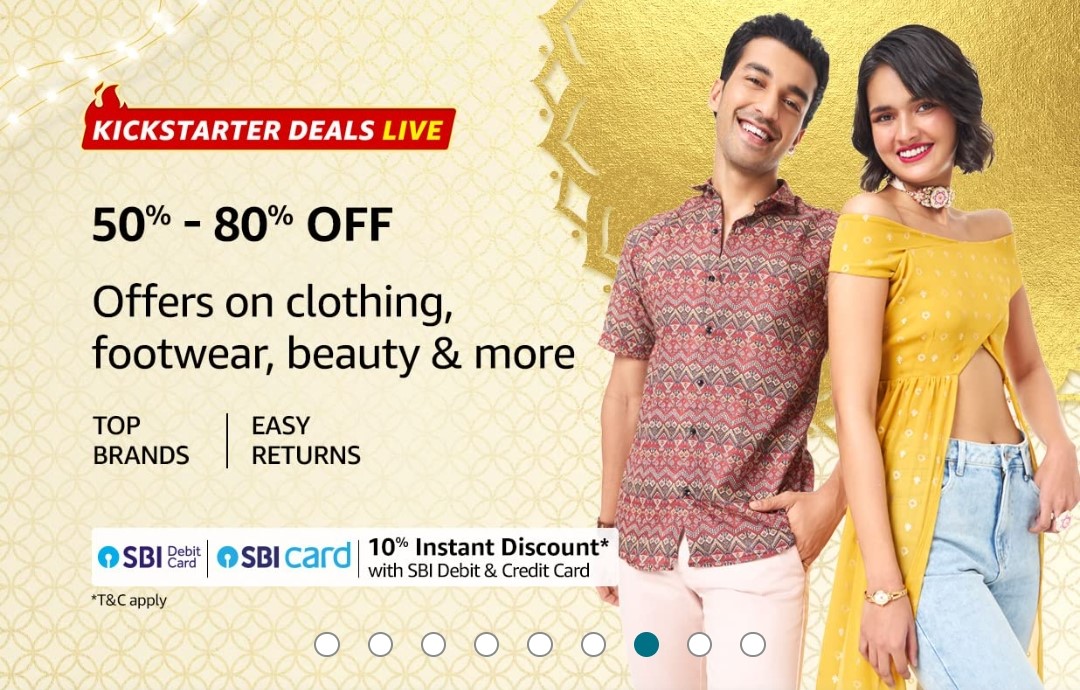 KICKSTARTER DEALS LIVE
50% - 80% OFF
Offers on clothing,
footwear, beauty & more
TOP
BRANDS
EASY
RETURNS
SBI Debit Card
SBI card
10% Instant Discount*
with SBI Debit & Credit Card
*T&C apply